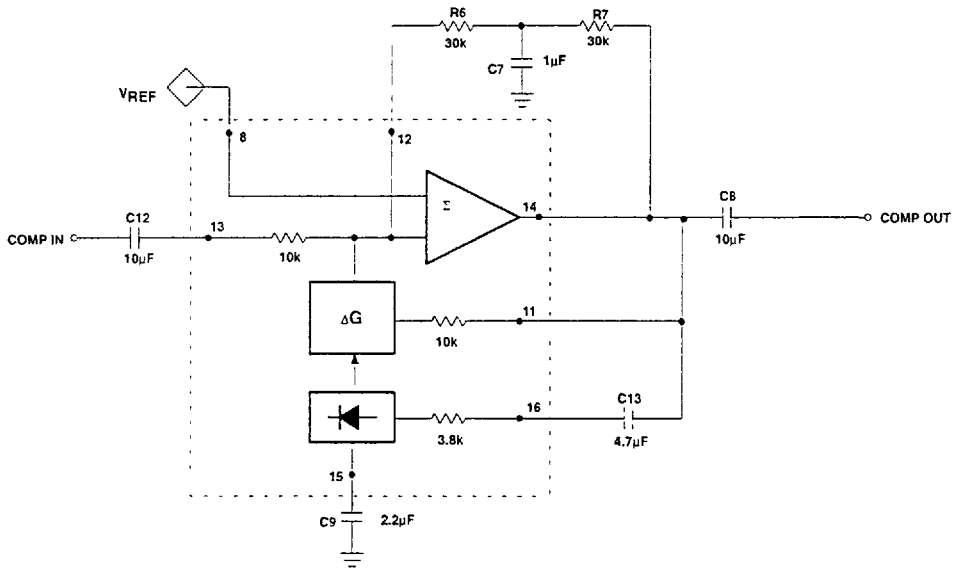 R6
R7
30k
30k
C7
1µF
VREF
8
12
Σ
14
C8
C12
13
COMP IN
COMP OUT
10µF
10k
10µF
ΔG
11
10k
16
C13
3.8k
4.7µF
15
C9
2.2µF